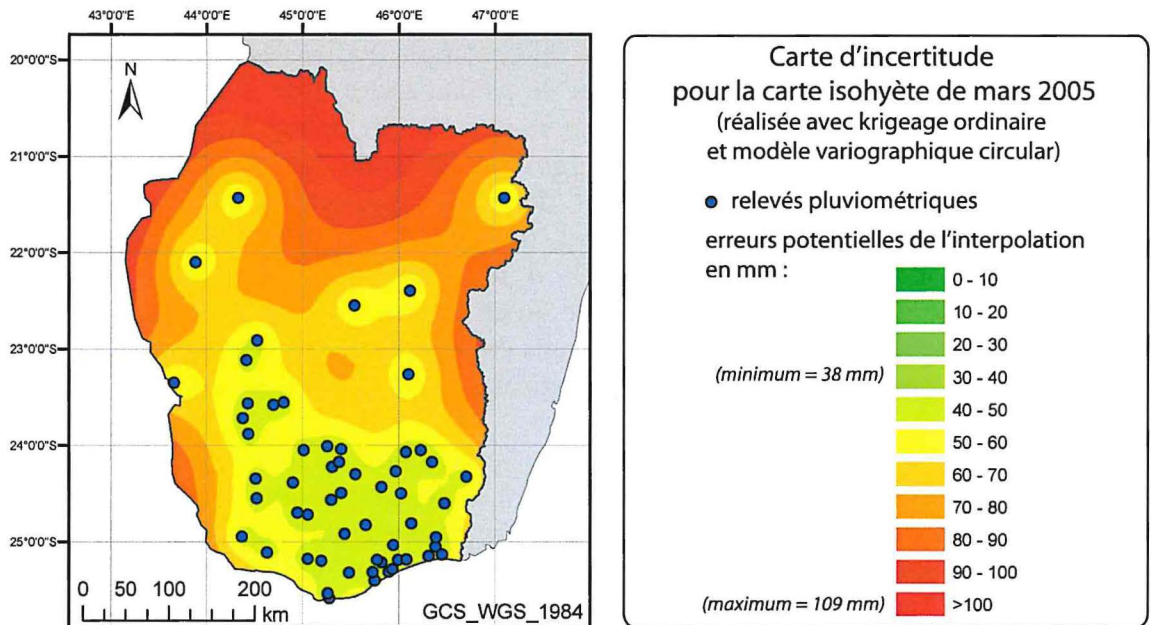 43°0'0"E 44°0'0"E 45°0'0"E 46°0'0"E 47°0'0"E
20°0'0"S
N
21°0'0"S
22°0'0"S
23°0'0"S
24°0'0"S
25°0'0"S
0 50 100 200
km
GCS_WGS_1984
Carte d'incertitude
pour la carte isohyète de mars 2005
(réalisée avec krigeage ordinaire
et modèle variographique circular)
relevés pluviométriques
erreurs potentielles de l'interpolation
en mm :
0 - 10
10 - 20
20 - 30
(minimum = 38 mm) 30 - 40
40 - 50
50 - 60
60 - 70
70 - 80
80 - 90
90 - 100
(maximum = 109 mm) >100